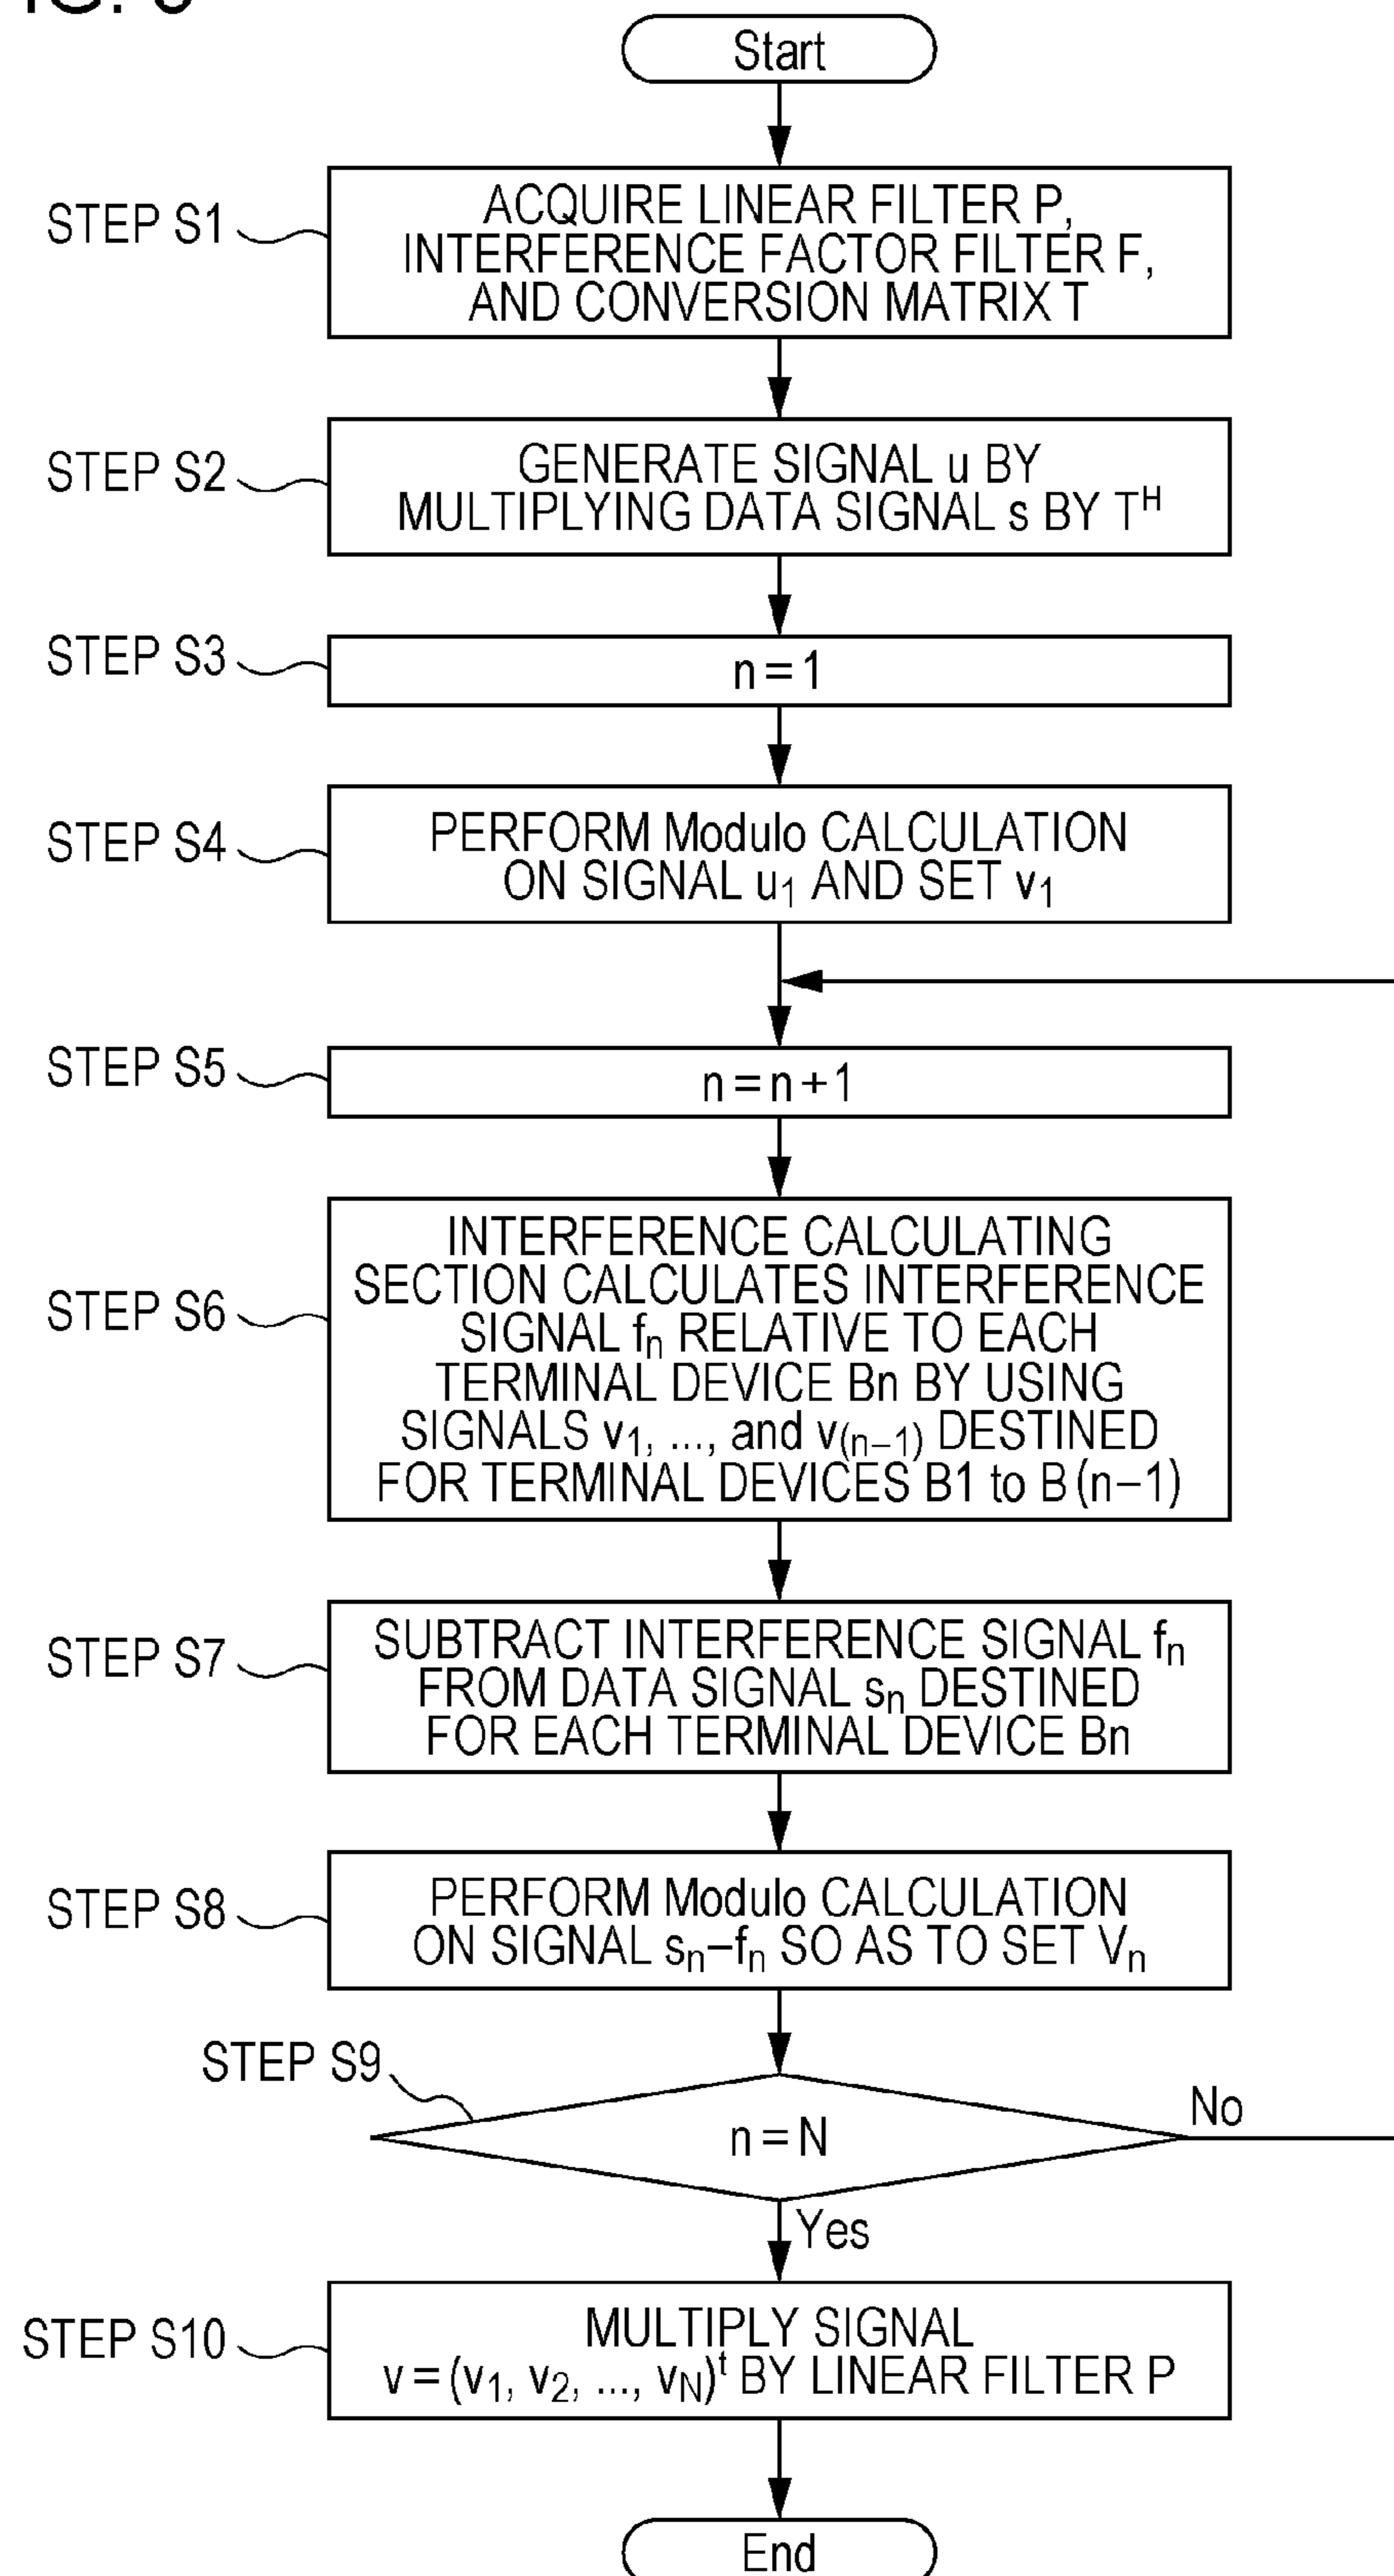 Start
STEP S1
ACQUIRE LINEAR FILTER P,
INTERFERENCE FACTOR FILTER F,
AND CONVERSION MATRIX T
STEP S2
GENERATE SIGNAL u BY
MULTIPLYING DATA SIGNAL s BY Tᴴ
STEP S3
n=1
STEP S4
PERFORM Modulo CALCULATION
ON SIGNAL u₁ AND SET v₁
STEP S5
n=n+1
STEP S6
INTERFERENCE CALCULATING
SECTION CALCULATES INTERFERENCE
SIGNAL fₙ RELATIVE TO EACH
TERMINAL DEVICE Bn BY USING
SIGNALS v₁, ..., and v₍ₙ₋₁₎ DESTINED
FOR TERMINAL DEVICES B1 to B(n−1)
STEP S7
SUBTRACT INTERFERENCE SIGNAL fₙ
FROM DATA SIGNAL sₙ DESTINED
FOR EACH TERMINAL DEVICE Bn
STEP S8
PERFORM Modulo CALCULATION
ON SIGNAL sₙ−fₙ SO AS TO SET Vₙ
STEP S9
n=N
No
Yes
STEP S10
MULTIPLY SIGNAL
v=(v₁, v₂, ..., v_N)ᵗ BY LINEAR FILTER P
End